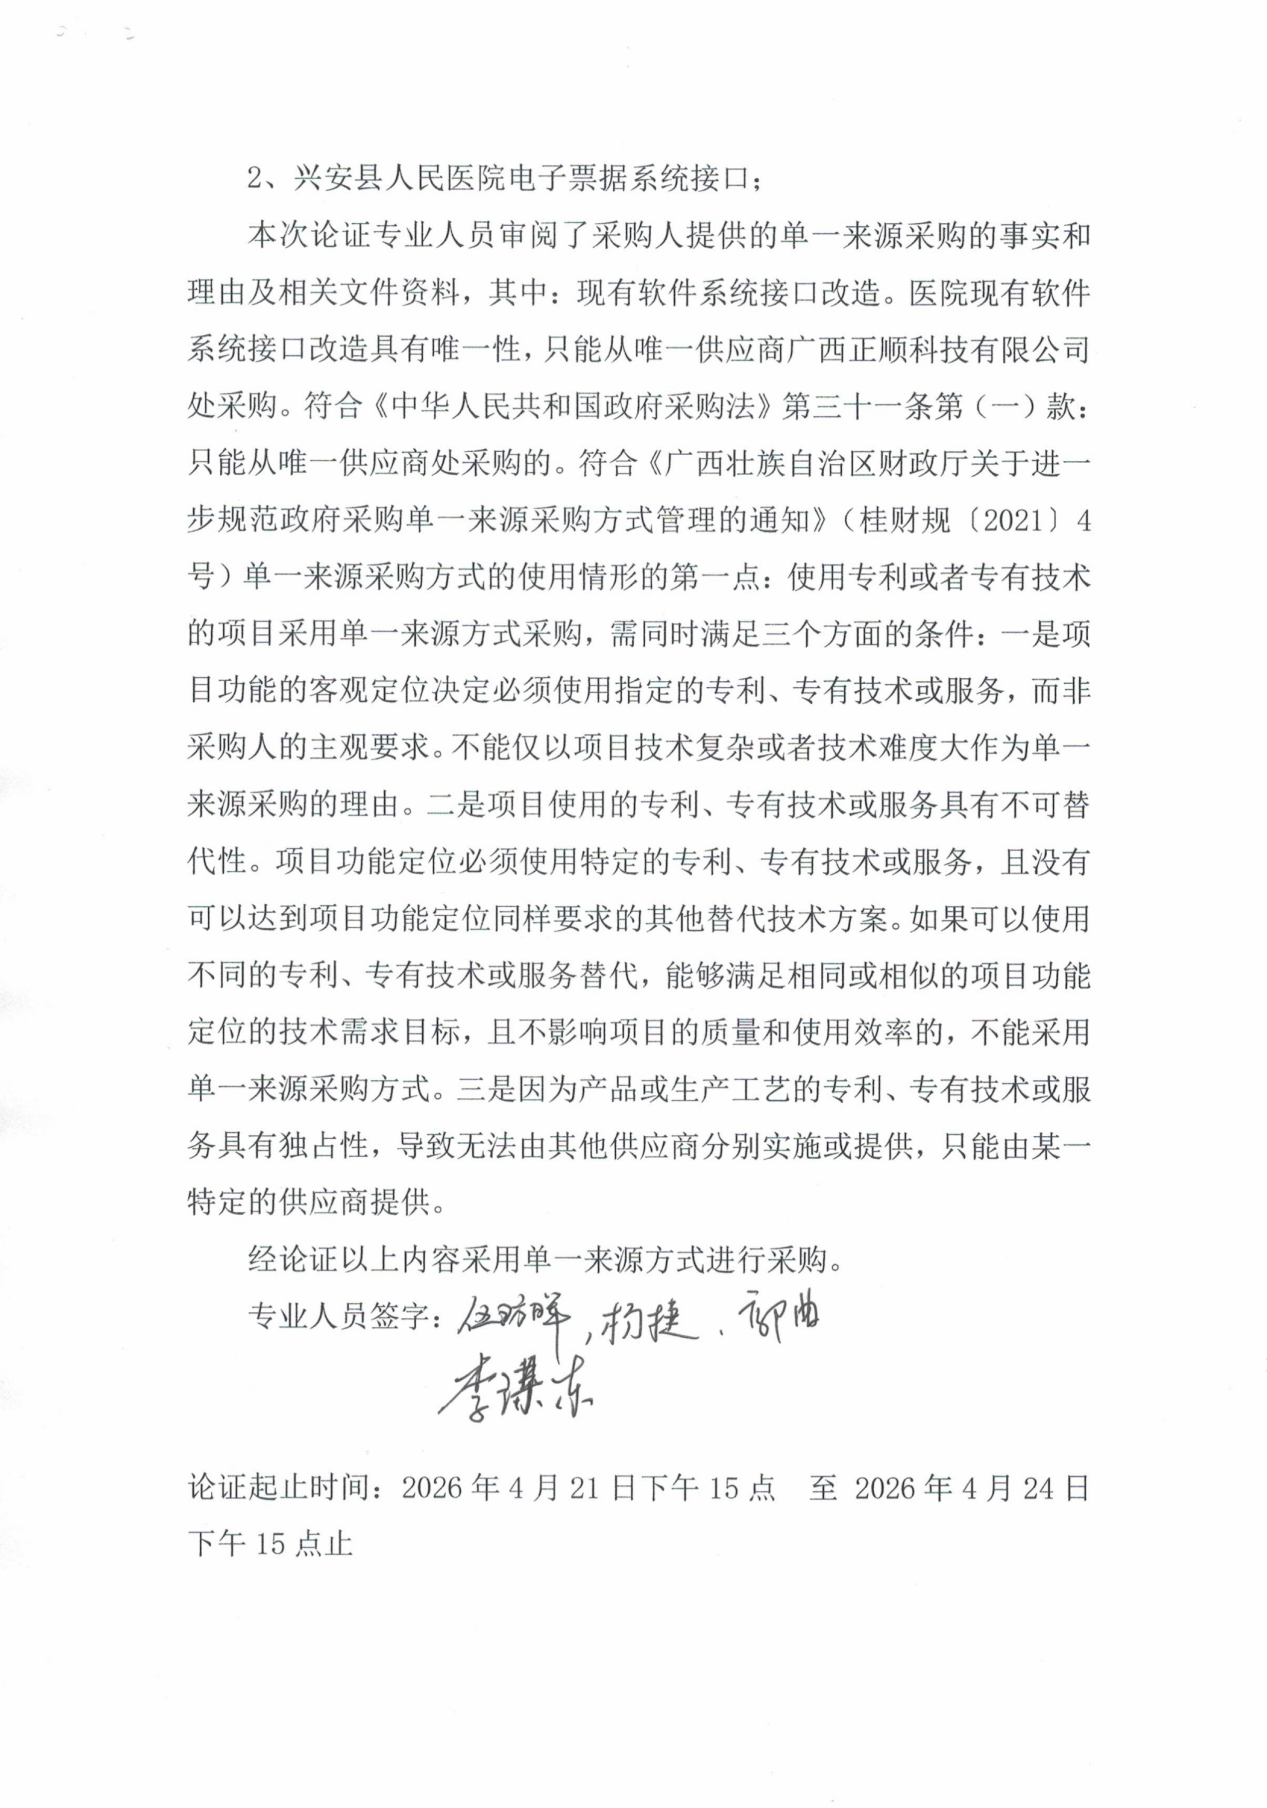 2、兴安县人民医院电子票据系统接口；
本次论证专业人员审阅了采购人提供的单一来源采购的事实和
理由及相关文件资料，其中：现有软件系统接口改造。医院现有软件
系统接口改造具有唯一性，只能从唯一供应商广西正顺科技有限公司
处采购。符合《中华人民共和国政府采购法》第三十一条第（一）款：
只能从唯一供应商处采购的。符合《广西壮族自治区财政厅关于进一
步规范政府采购单一来源采购方式管理的通知》（桂财规〔2021〕4
号）单一来源采购方式的使用情形的第一点：使用专利或者专有技术
的项目采用单一来源方式采购，需同时满足三个方面的条件：一是项
目功能的客观定位决定必须使用指定的专利、专有技术或服务，而非
采购人的主观要求。不能仅以项目技术复杂或者技术难度大作为单一
来源采购的理由。二是项目使用的专利、专有技术或服务具有不可替
代性。项目功能定位必须使用特定的专利、专有技术或服务，且没有
可以达到项目功能定位同样要求的其他替代技术方案。如果可以使用
不同的专利、专有技术或服务替代，能够满足相同或相似的项目功能
定位的技术需求目标，且不影响项目的质量和使用效率的，不能采用
单一来源采购方式。三是因为产品或生产工艺的专利、专有技术或服
务具有独占性，导致无法由其他供应商分别实施或提供，只能由某一
特定的供应商提供。
经论证以上内容采用单一来源方式进行采购。
专业人员签字：杨捷
论证起止时间：2026年4月21日下午15点 至 2026年4月24日
下午15点止